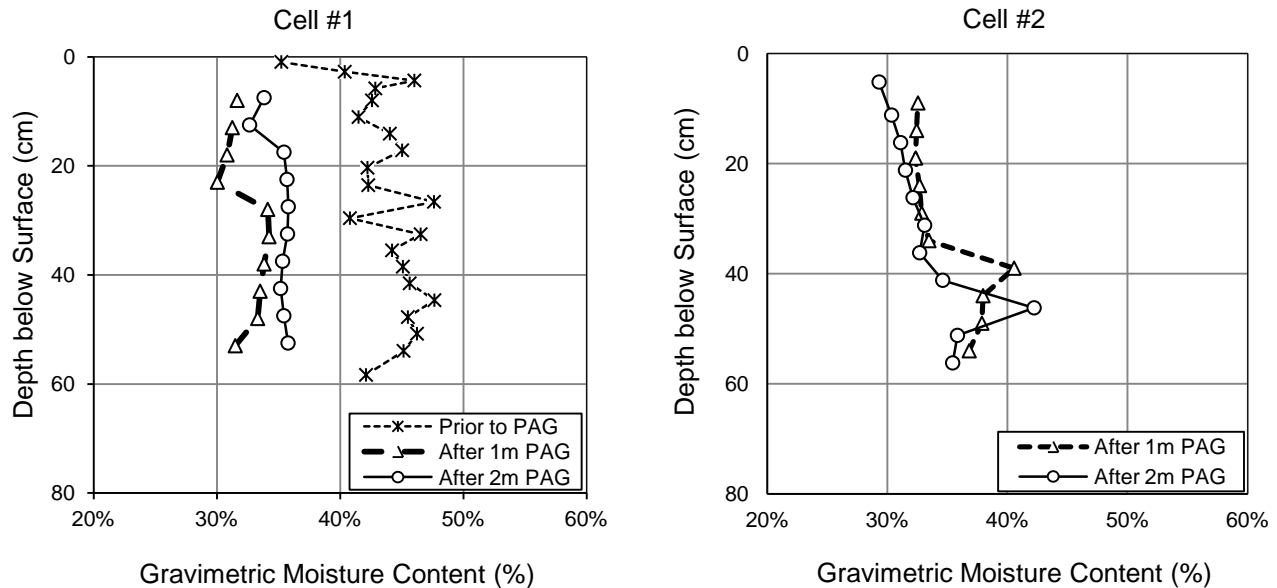 Cell #1
0
20
40
60
80
Depth below Surface (cm)
Prior to PAG
After 1m PAG
After 2m PAG
20% 30% 40% 50% 60%
Gravimetric Moisture Content (%)
Cell #2
0
20
40
60
80
Depth below Surface (cm)
After 1m PAG
After 2m PAG
20% 30% 40% 50% 60%
Gravimetric Moisture Content (%)